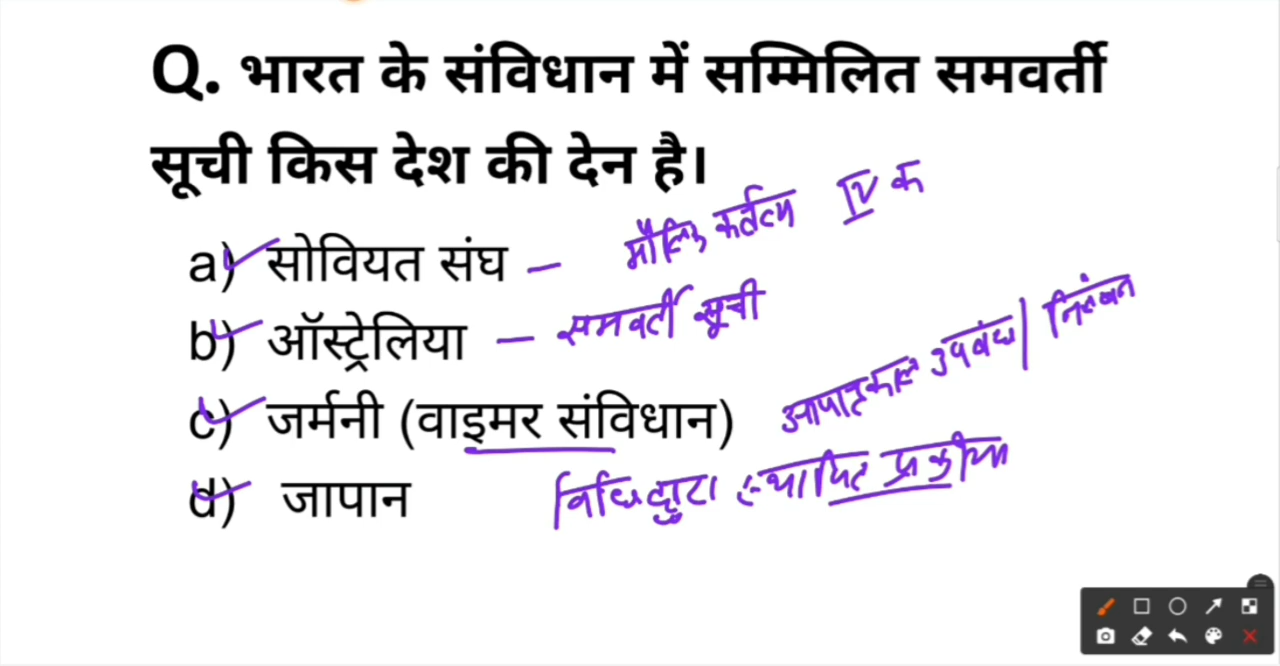 Q. भारत के संविधान में सम्मिलित समवर्ती
सूची किस देश की देन है।
a) सोवियत संघ – मौलिक कर्तव्य IV क
b) ऑस्ट्रेलिया – समवर्ती सूची
c) जर्मनी (वाइमर संविधान) आपातकाल उपबंध / निलंबन
d) जापान विधि द्वारा स्थापित प्रक्रीया